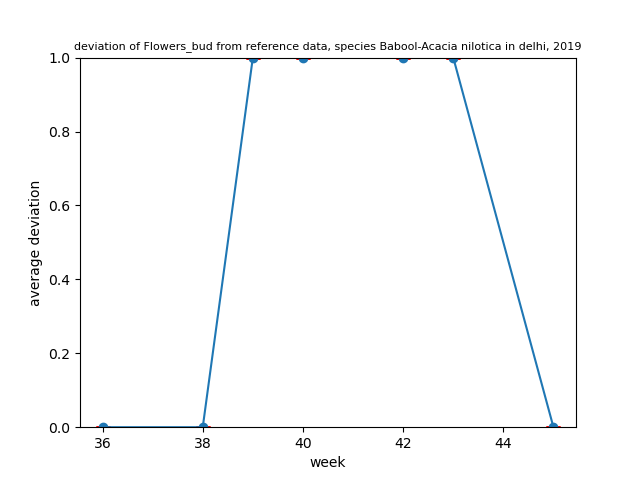 deviation of Flowers_bud from reference data, species Babool-Acacia nilotica in delhi, 2019
1.0
0.8
0.6
0.4
0.2
0.0
average deviation
36 38 40 42 44
week